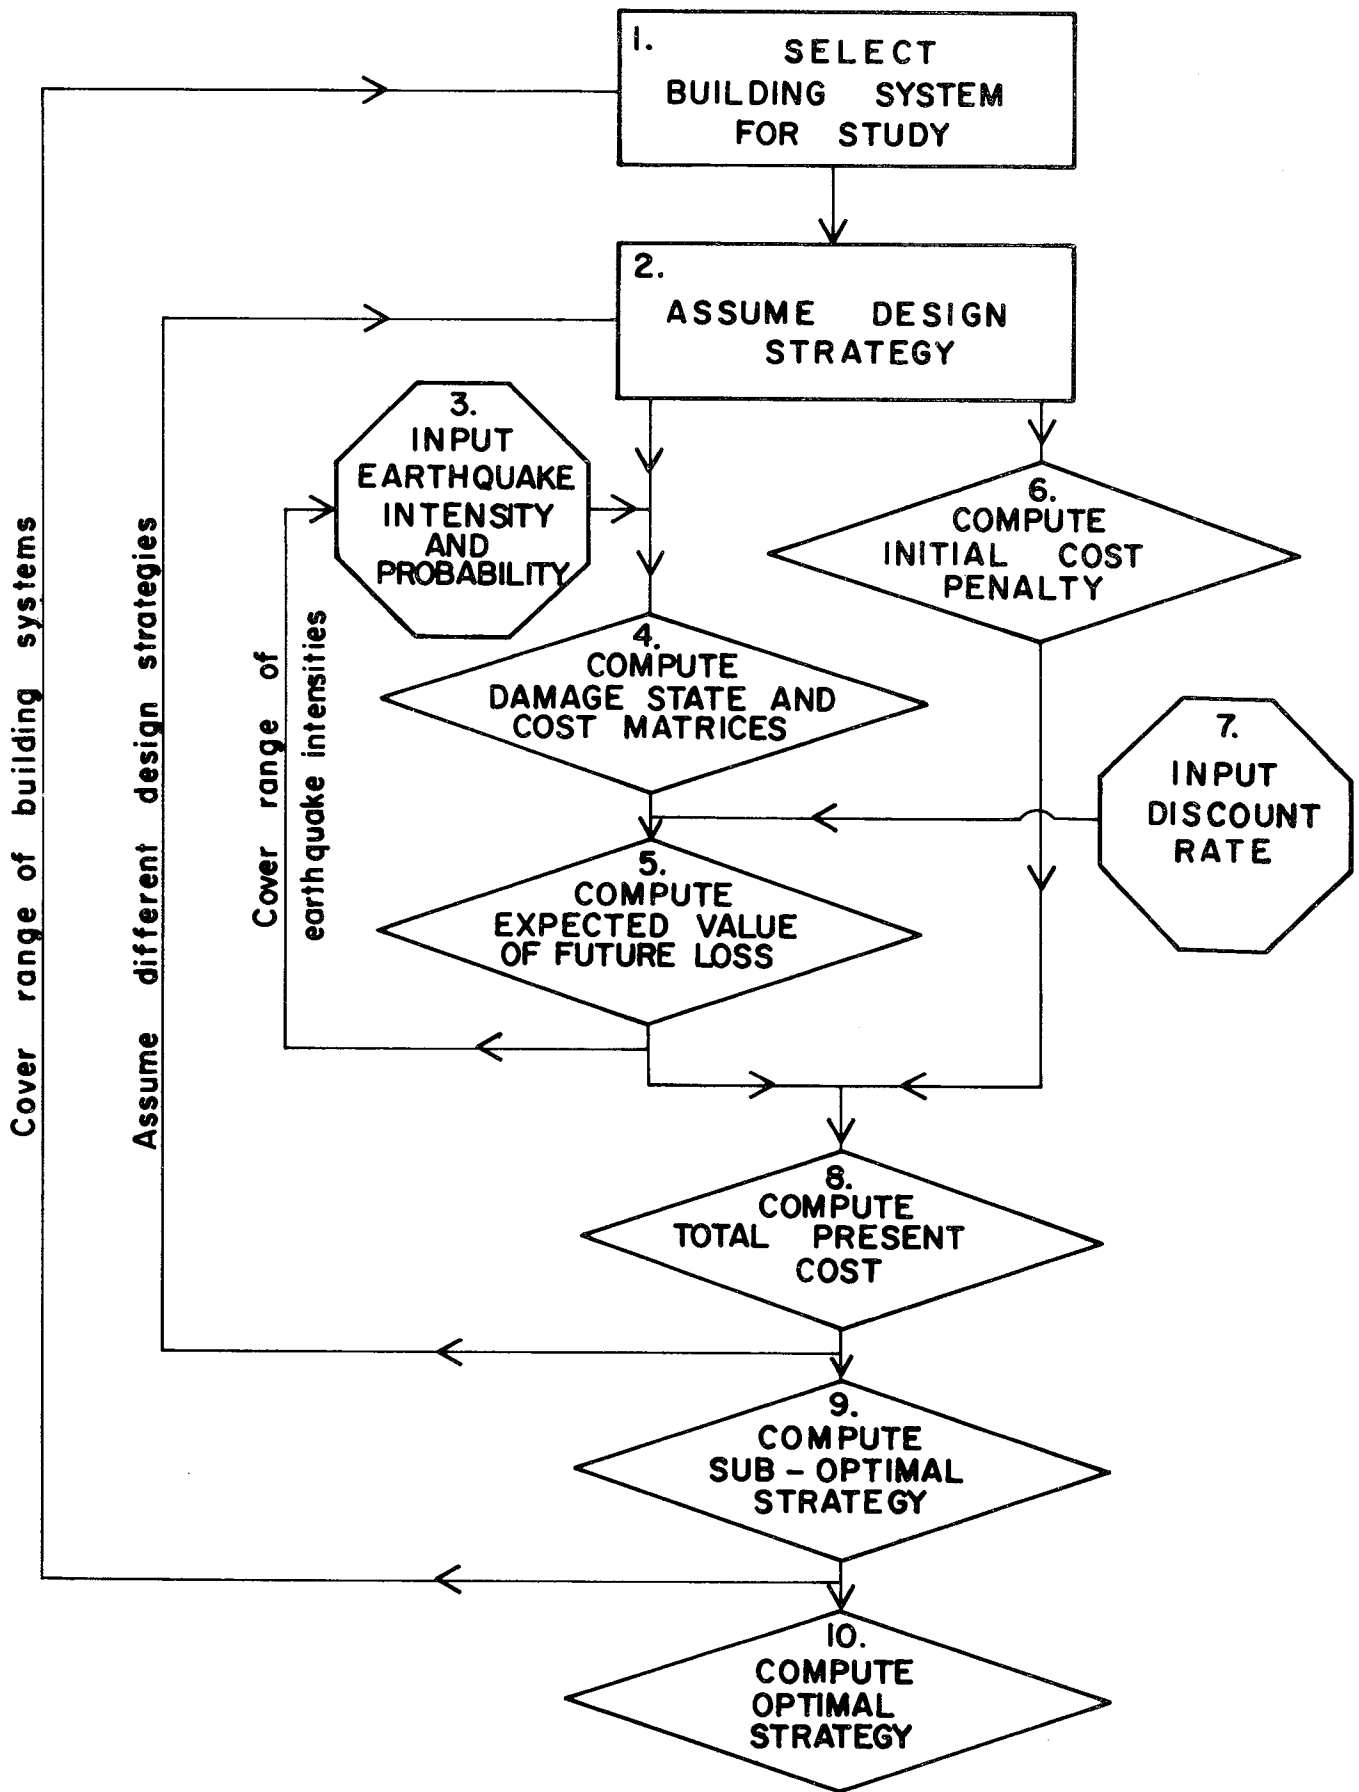 1.
SELECT
BUILDING SYSTEM
FOR STUDY
2.
ASSUME DESIGN
STRATEGY
3.
INPUT
EARTHQUAKE
INTENSITY
AND
PROBABILITY
6.
COMPUTE
INITIAL COST
PENALTY
4.
COMPUTE
DAMAGE STATE AND
COST MATRICES
7.
INPUT
DISCOUNT
RATE
5.
COMPUTE
EXPECTED VALUE
OF FUTURE LOSS
Cover range of
earthquake intensities
Assume different design strategies
Cover range of building systems
8.
COMPUTE
TOTAL PRESENT
COST
9.
COMPUTE
SUB-OPTIMAL
STRATEGY
10.
COMPUTE
OPTIMAL
STRATEGY